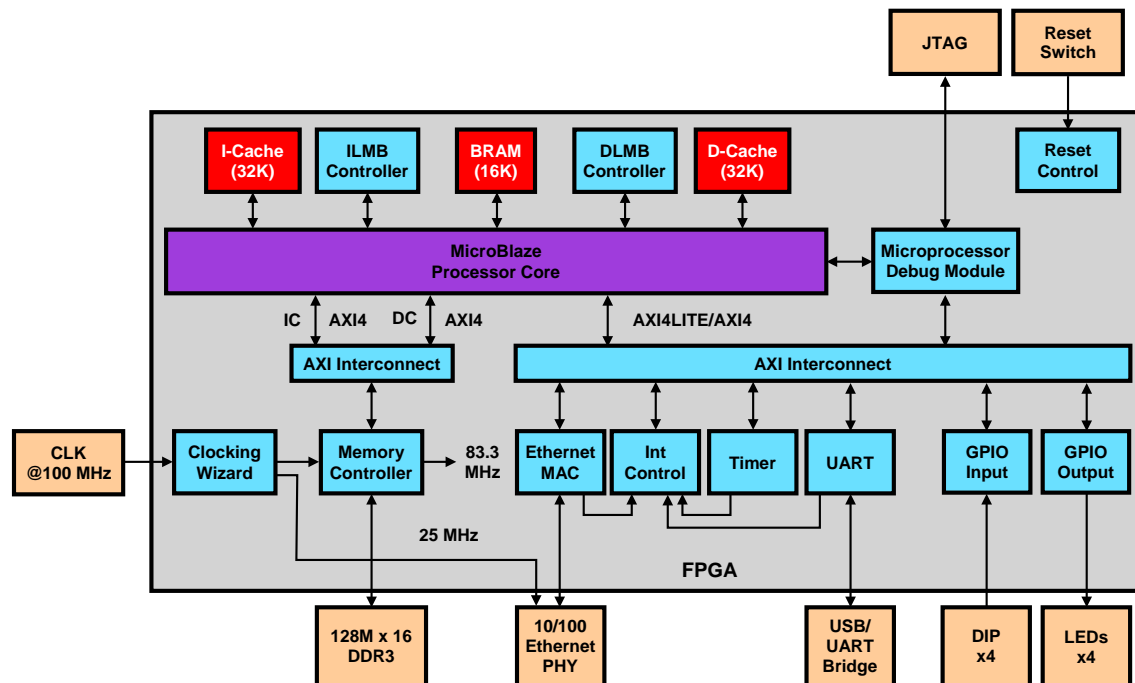 JTAG
Reset
Switch
I-Cache
(32K)
ILMB
Controller
BRAM
(16K)
DLMB
Controller
D-Cache
(32K)
Reset
Control
MicroBlaze
Processor Core
Microprocessor
Debug Module
IC
AXI4
DC
AXI4
AXI4LITE/AXI4
AXI Interconnect
AXI Interconnect
CLK
@100 MHz
Clocking
Wizard
Memory
Controller
83.3
MHz
Ethernet
MAC
Int
Control
Timer
UART
GPIO
Input
GPIO
Output
25 MHz
FPGA
128M x 16
DDR3
10/100
Ethernet
PHY
USB/
UART
Bridge
DIP
x4
LEDs
x4